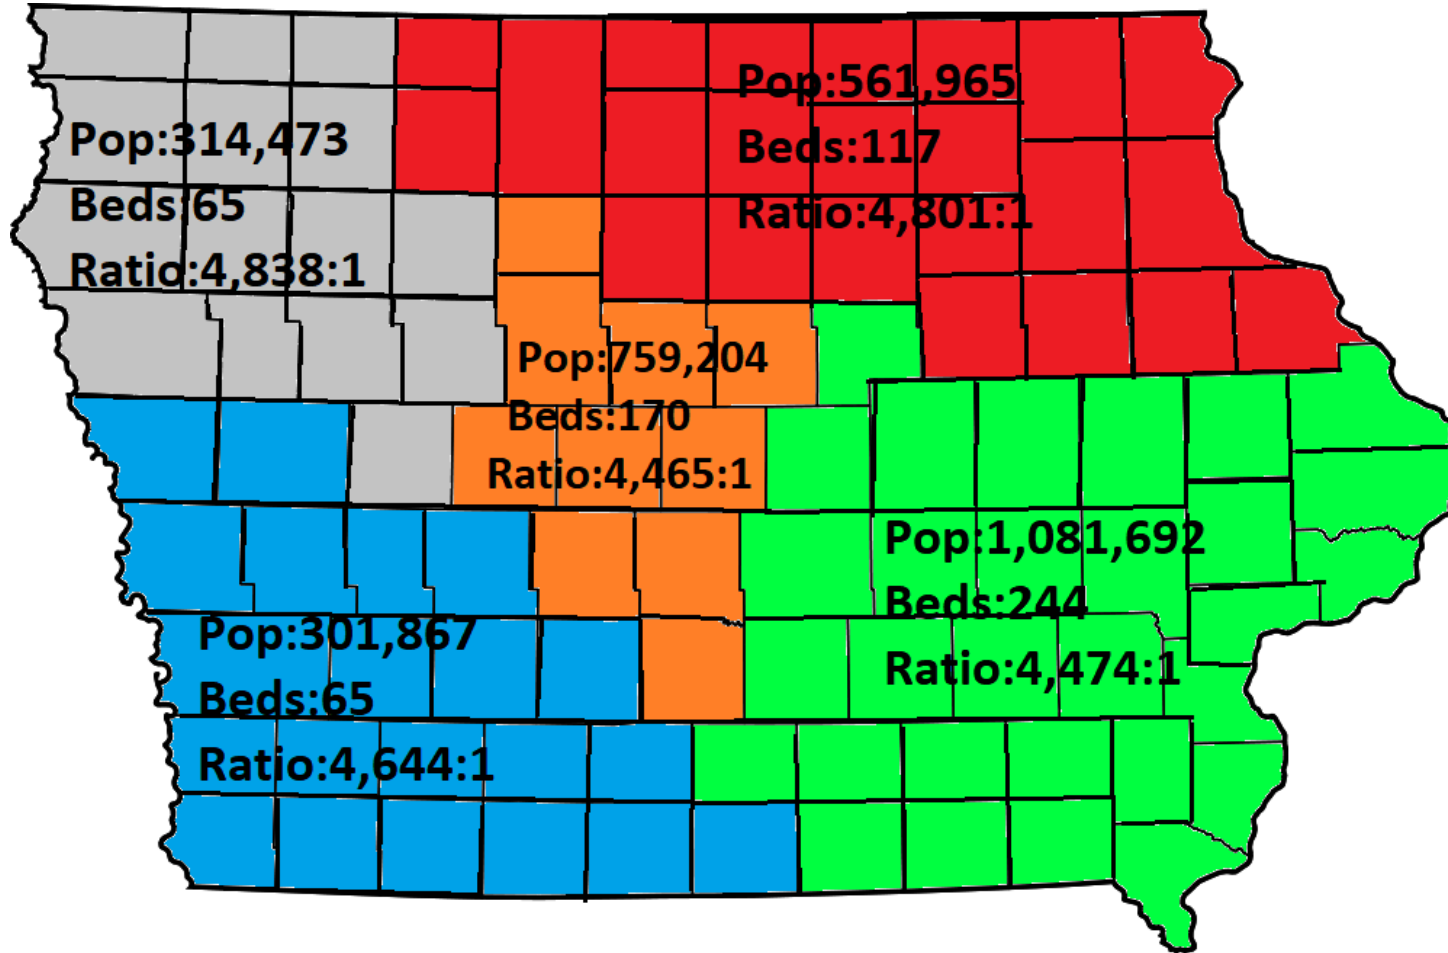 Pop:314,473
Beds:65
Ratio:4,838:1
Pop:561,965
Beds:117
Ratio:4,801:1
Pop:759,204
Beds:170
Ratio:4,465:1
Pop:1,081,692
Beds:244
Ratio:4,474:1
Pop:301,867
Beds:65
Ratio:4,644:1